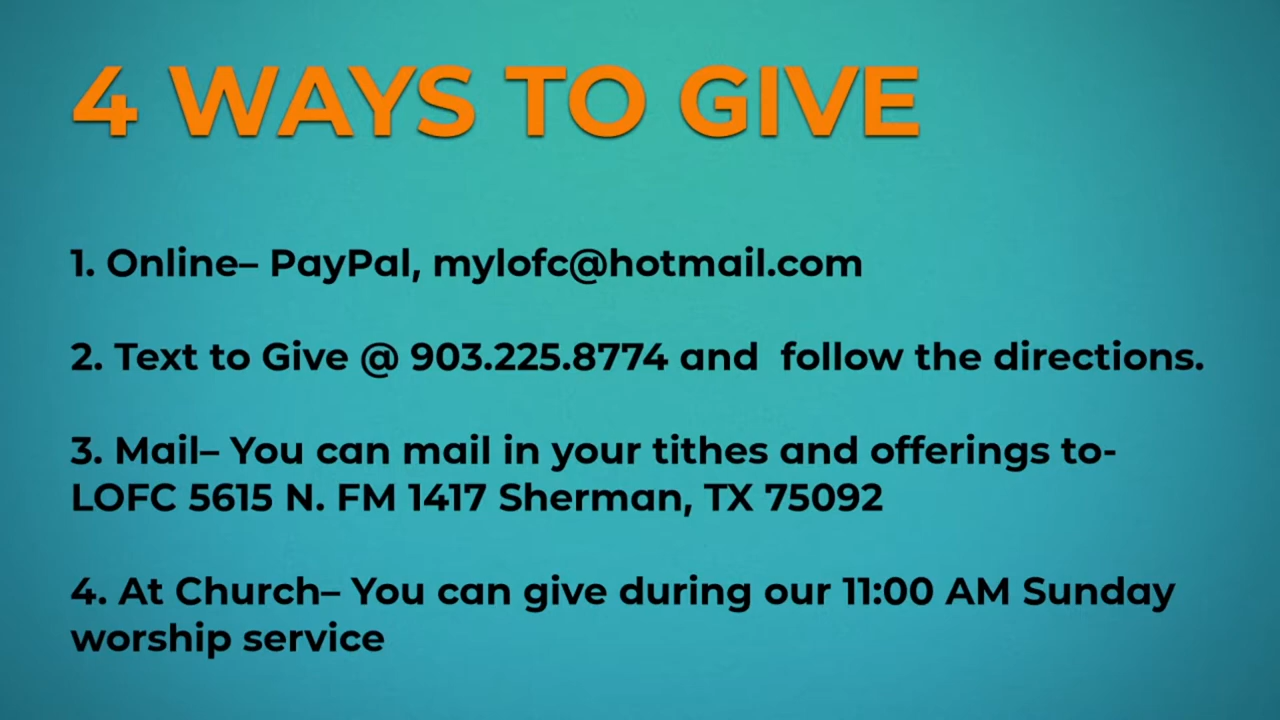 4 WAYS TO GIVE
1. Online– PayPal, mylofc@hotmail.com
2. Text to Give @ 903.225.8774 and  follow the directions.
3. Mail– You can mail in your tithes and offerings to-
LOFC 5615 N. FM 1417 Sherman, TX 75092
4. At Church– You can give during our 11:00 AM Sunday
worship service